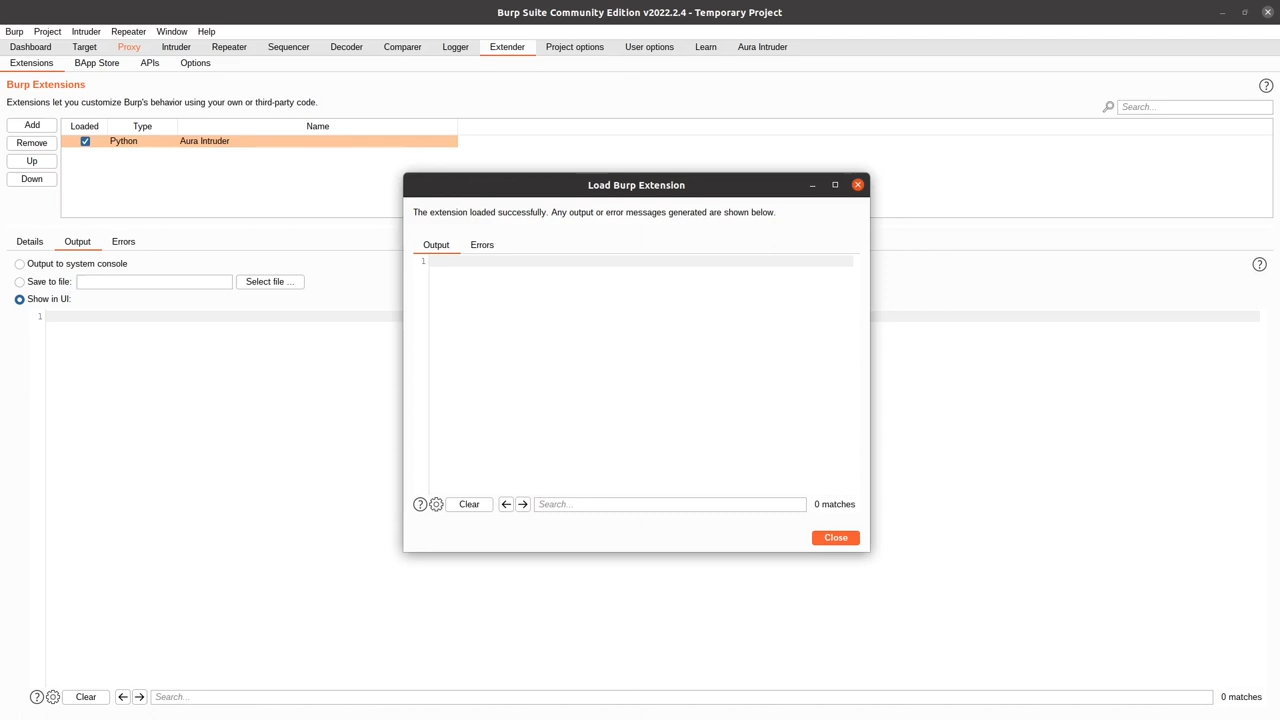 Burp Suite Community Edition v2022.2.4 - Temporary Project
Burp Project Intruder Repeater Window Help
Dashboard Target Proxy Intruder Repeater Sequencer Decoder Comparer Logger Extender Project options User options Learn Aura Intruder
Extensions BApp Store APIs Options
Burp Extensions
Extensions let you customize Burp's behavior using your own or third-party code.
Search...
Add
Remove
Up
Down
Loaded Type Name
Python Aura Intruder
Load Burp Extension
The extension loaded successfully. Any output or error messages generated are shown below.
Output Errors
1
Clear Search... 0 matches
Close
Details Output Errors
Output to system console
Save to file: Select file ...
Show in UI:
1
Clear Search... 0 matches